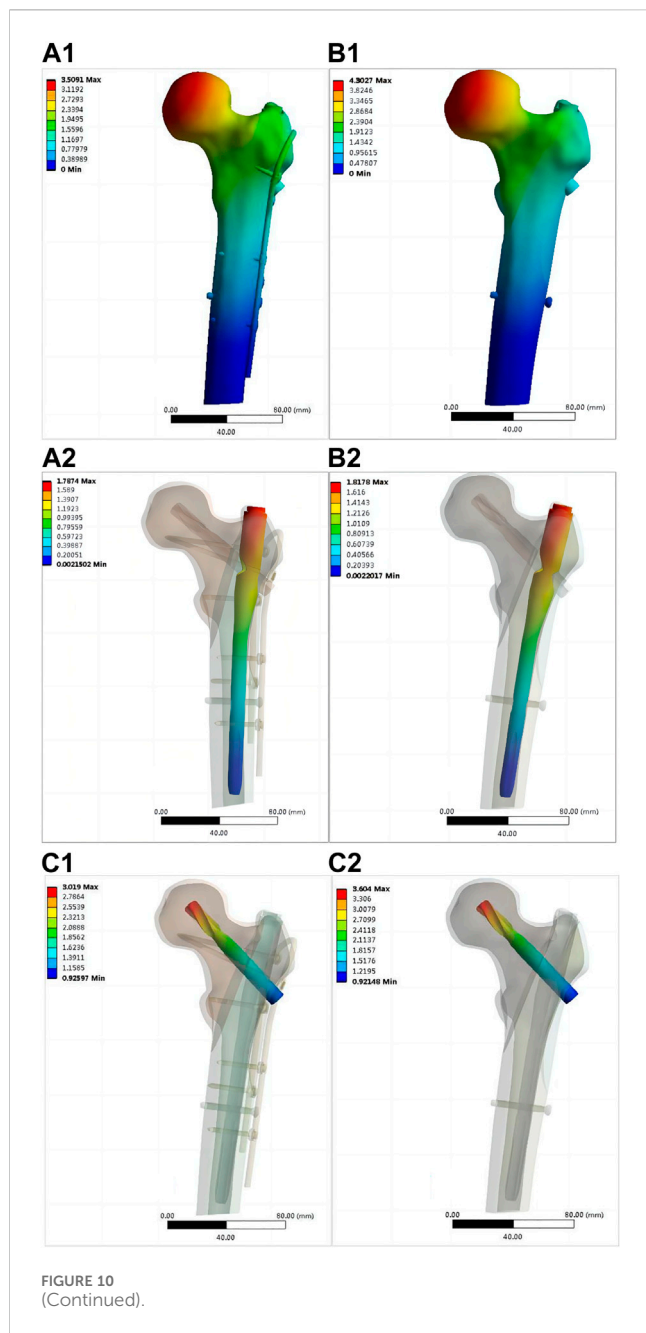 A1
B1
3.5091 Max
3.1192
2.7293
2.3394
1.9495
1.5596
1.1697
0.77979
0.38989
0 Min
4.3027 Max
3.8246
3.3465
2.8684
2.3904
1.9123
1.4342
0.95615
0.47807
0 Min
0.00
80.00 (mm)
40.00
0.00
80.00 (mm)
40.00
A2
B2
1.7874 Max
1.589
1.3907
1.1923
0.99395
0.79559
0.59723
0.39887
0.20051
0.0021502 Min
1.8178 Max
1.616
1.4143
1.2126
1.0109
0.80913
0.60739
0.40566
0.20393
0.0022017 Min
0.00
80.00 (mm)
40.00
0.00
80.00 (mm)
40.00
C1
C2
3.019 Max
2.7864
2.5539
2.3213
2.0888
1.8562
1.6236
1.3911
1.1585
0.92597 Min
3.604 Max
3.306
3.0079
2.7099
2.4118
2.1137
1.8157
1.5176
1.2195
0.92148 Min
0.00
80.00 (mm)
40.00
0.00
80.00 (mm)
40.00
FIGURE 10
(Continued).